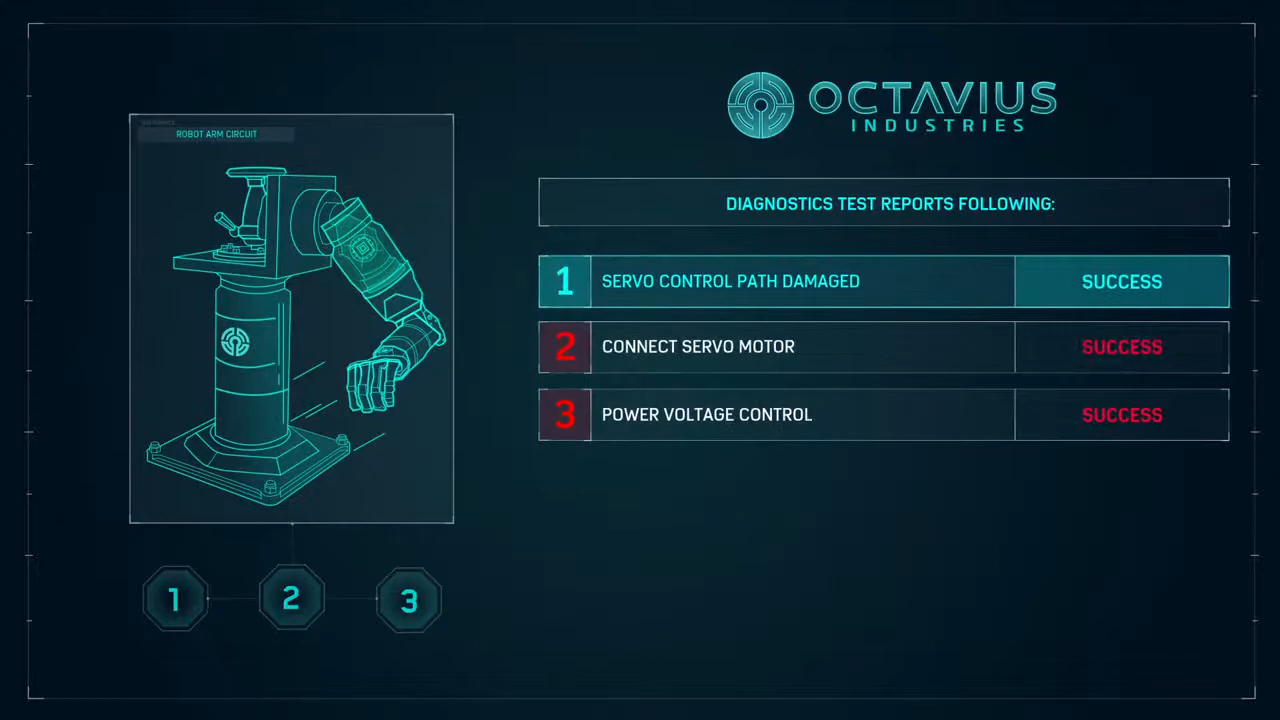 ROBOT ARM CIRCUIT
OCTAVIUS
INDUSTRIES
DIAGNOSTICS TEST REPORTS FOLLOWING:
1 SERVO CONTROL PATH DAMAGED SUCCESS
2 CONNECT SERVO MOTOR SUCCESS
3 POWER VOLTAGE CONTROL SUCCESS
1 2 3